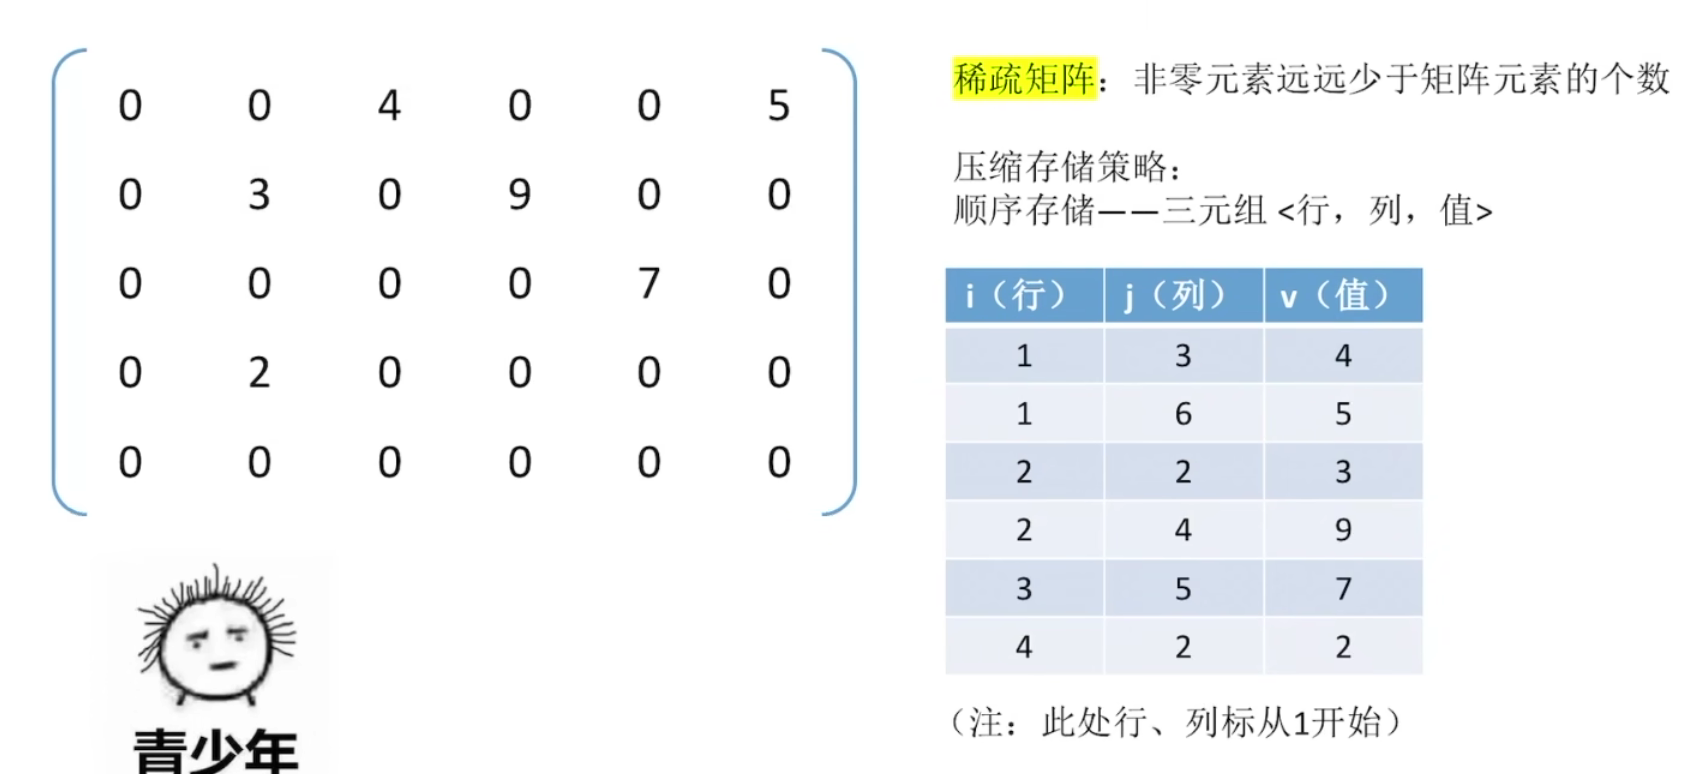 0 0 4 0 0 5
0 3 0 9 0 0
0 0 0 0 7 0
0 2 0 0 0 0
0 0 0 0 0 0
青少年
稀疏矩阵：非零元素远远少于矩阵元素的个数
压缩存储策略：
顺序存储——三元组 <行，列，值>
i（行） j（列） v（值）
1 3 4
1 6 5
2 2 3
2 4 9
3 5 7
4 2 2
（注：此处行、列标从1开始）